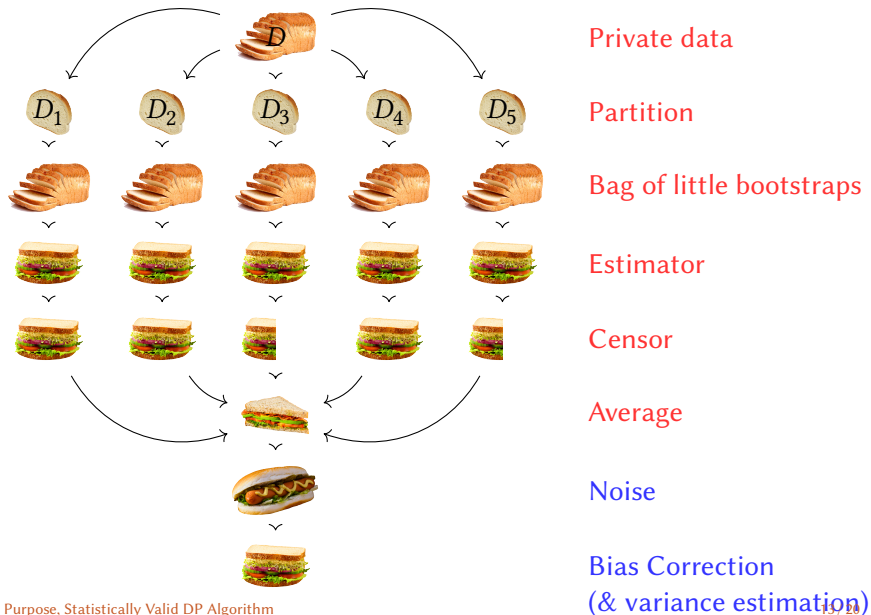 D
Private data
D₁ D₂ D₃ D₄ D₅
Partition
Bag of little bootstraps
Estimator
Censor
Average
Noise
Bias Correction
(& variance estimation)
Purpose, Statistically Valid DP Algorithm